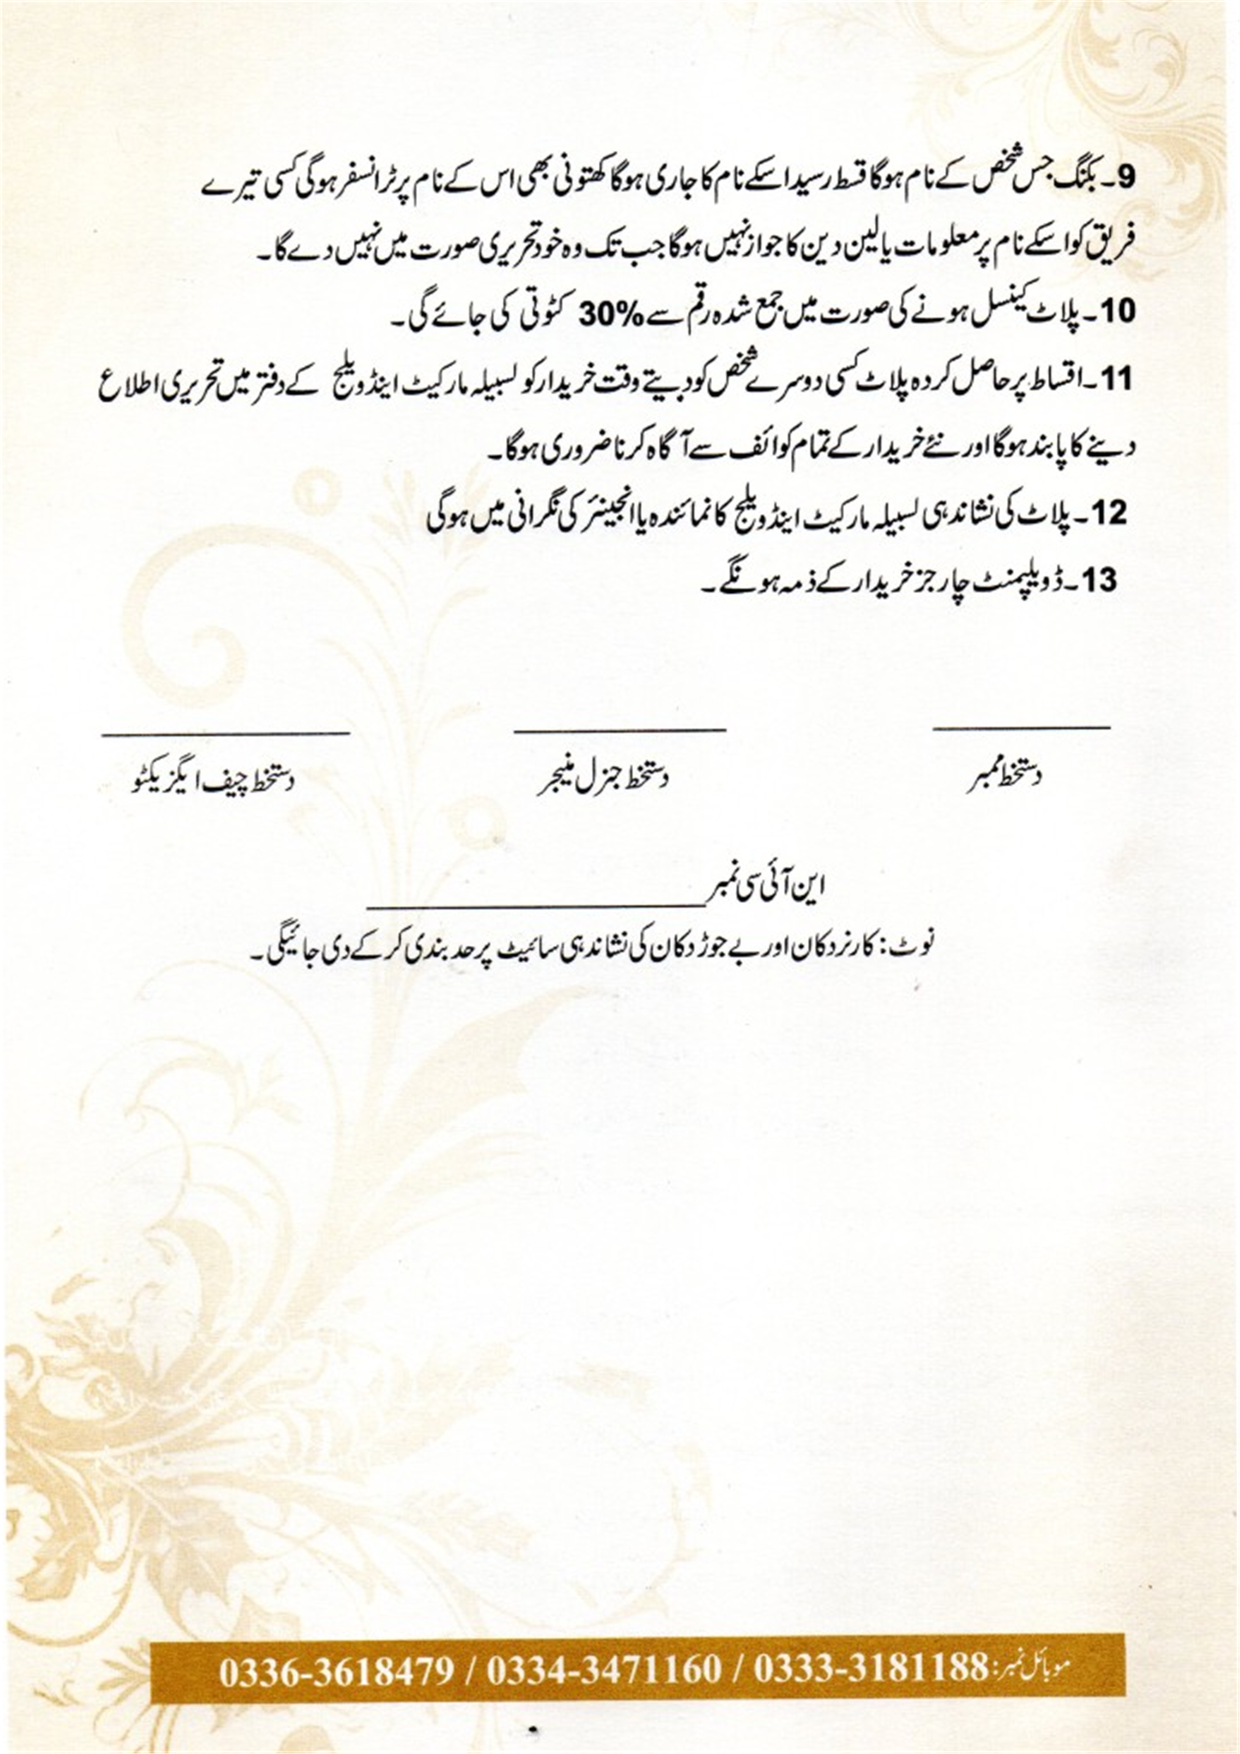 9۔ بکنگ جس شخص کے نام ہوگا قسط رسید اسکے نام کا جاری ہوگا کھتونی بھی اس کے نام پر ٹرانسفر ہوگی کسی تیرے
فریق کو اسکے نام پر معلومات یا لین دین کا جواز نہیں ہوگا جب تک وہ خود تحریری صورت میں نہیں دے گا۔
10۔ پلاٹ کینسل ہونے کی صورت میں جمع شدہ رقم سے 30% کٹوتی کی جائے گی۔
11۔ اقساط پر حاصل کردہ پلاٹ کسی دوسرے شخص کو دیتے وقت خریدار کو لسبیلہ مارکیٹ اینڈ ویلج کے دفتر میں تحریری اطلاع
دینے کا پابند ہوگا اور نئے خریدار کے تمام کوائف سے آگاہ کرنا ضروری ہوگا۔
12۔ پلاٹ کی نشاندہی لسبیلہ مارکیٹ اینڈ ویلج کا نمائندہ یا انجینئر کی نگرانی میں ہوگی
13۔ ڈویلپمنٹ چارجز خریدار کے ذمہ ہونگے۔
دستخط ممبر دستخط جنرل منیجر دستخط چیف ایگزیکٹو
این آئی سی نمبر
نوٹ: کارنر دکان اور بے جوڑ دکان کی نشاندہی سائیٹ پر حد بندی کر کے دی جائیگی۔
موبائل نمبر: 0333-3181188 / 0334-3471160 / 0336-3618479